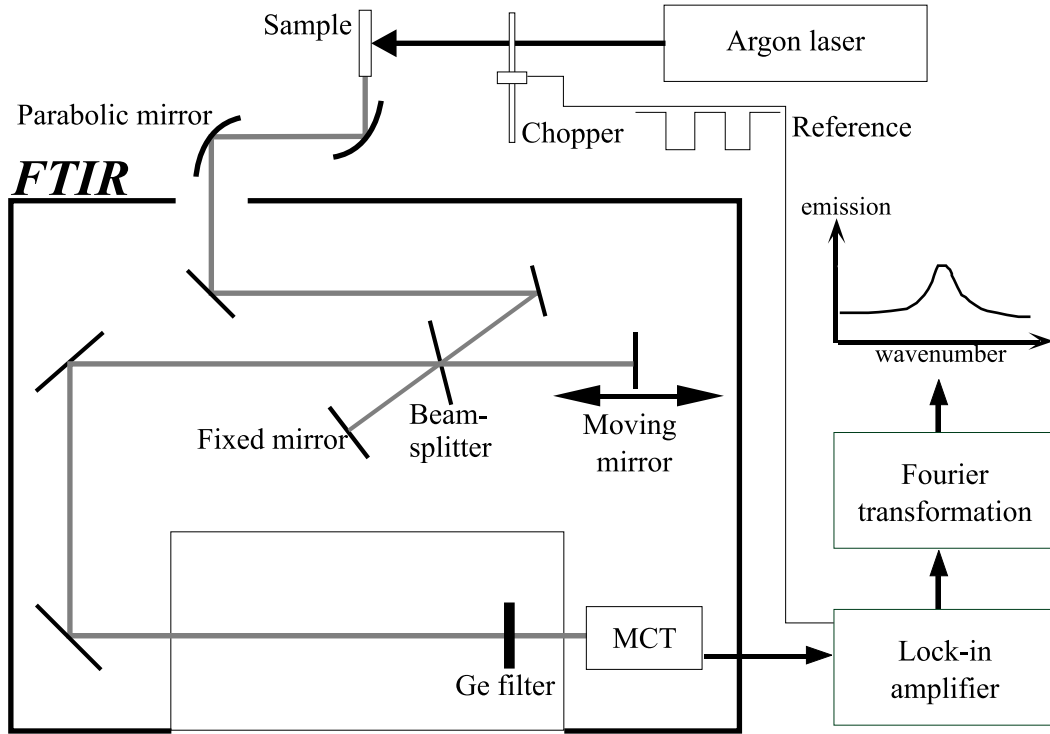 Sample
Argon laser
Parabolic mirror
Chopper
Reference
FTIR
emission
wavenumber
Fixed mirror
Beam-
splitter
Moving
mirror
Fourier
transformation
MCT
Ge filter
Lock-in
amplifier